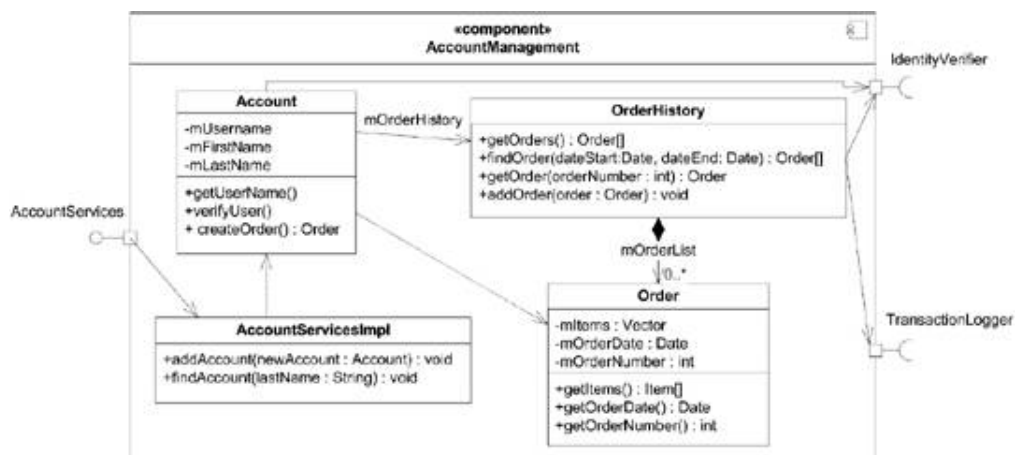 «component»
AccountManagement
IdentityVerifier
Account
-mUsername
-mFirstName
-mLastName
+getUserName()
+verifyUser()
+ createOrder() : Order
mOrderHistory
OrderHistory
+getOrders() : Order[]
+findOrder(dateStart:Date, dateEnd: Date) : Order[]
+getOrder(orderNumber : int) : Order
+addOrder(order : Order) : void
AccountServices
mOrderList
0..*
AccountServicesImpl
+addAccount(newAccount : Account) : void
+findAccount(lastName : String) : void
Order
-mItems : Vector
-mOrderDate : Date
-mOrderNumber : int
+getItems() : Item[]
+getOrderDate() : Date
+getOrderNumber() : int
TransactionLogger